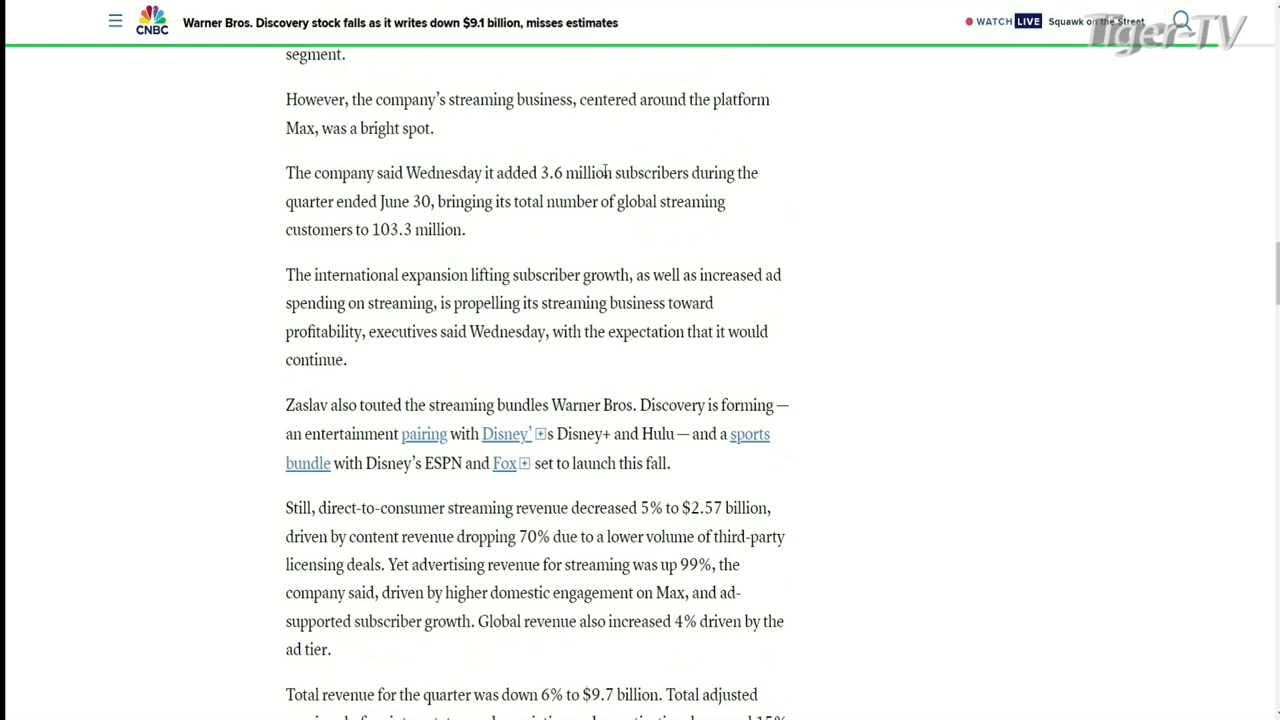 CNBC
Warner Bros. Discovery stock falls as it writes down $9.1 billion, misses estimates
WATCH LIVE Squawk on the Street
Tiger-TV
segment.
However, the company's streaming business, centered around the platform
Max, was a bright spot.
The company said Wednesday it added 3.6 million subscribers during the
quarter ended June 30, bringing its total number of global streaming
customers to 103.3 million.
The international expansion lifting subscriber growth, as well as increased ad
spending on streaming, is propelling its streaming business toward
profitability, executives said Wednesday, with the expectation that it would
continue.
Zaslav also touted the streaming bundles Warner Bros. Discovery is forming —
an entertainment pairing with Disney's Disney+ and Hulu — and a sports
bundle with Disney's ESPN and Fox set to launch this fall.
Still, direct-to-consumer streaming revenue decreased 5% to $2.57 billion,
driven by content revenue dropping 70% due to a lower volume of third-party
licensing deals. Yet advertising revenue for streaming was up 99%, the
company said, driven by higher domestic engagement on Max, and ad-
supported subscriber growth. Global revenue also increased 4% driven by the
ad tier.
Total revenue for the quarter was down 6% to $9.7 billion. Total adjusted